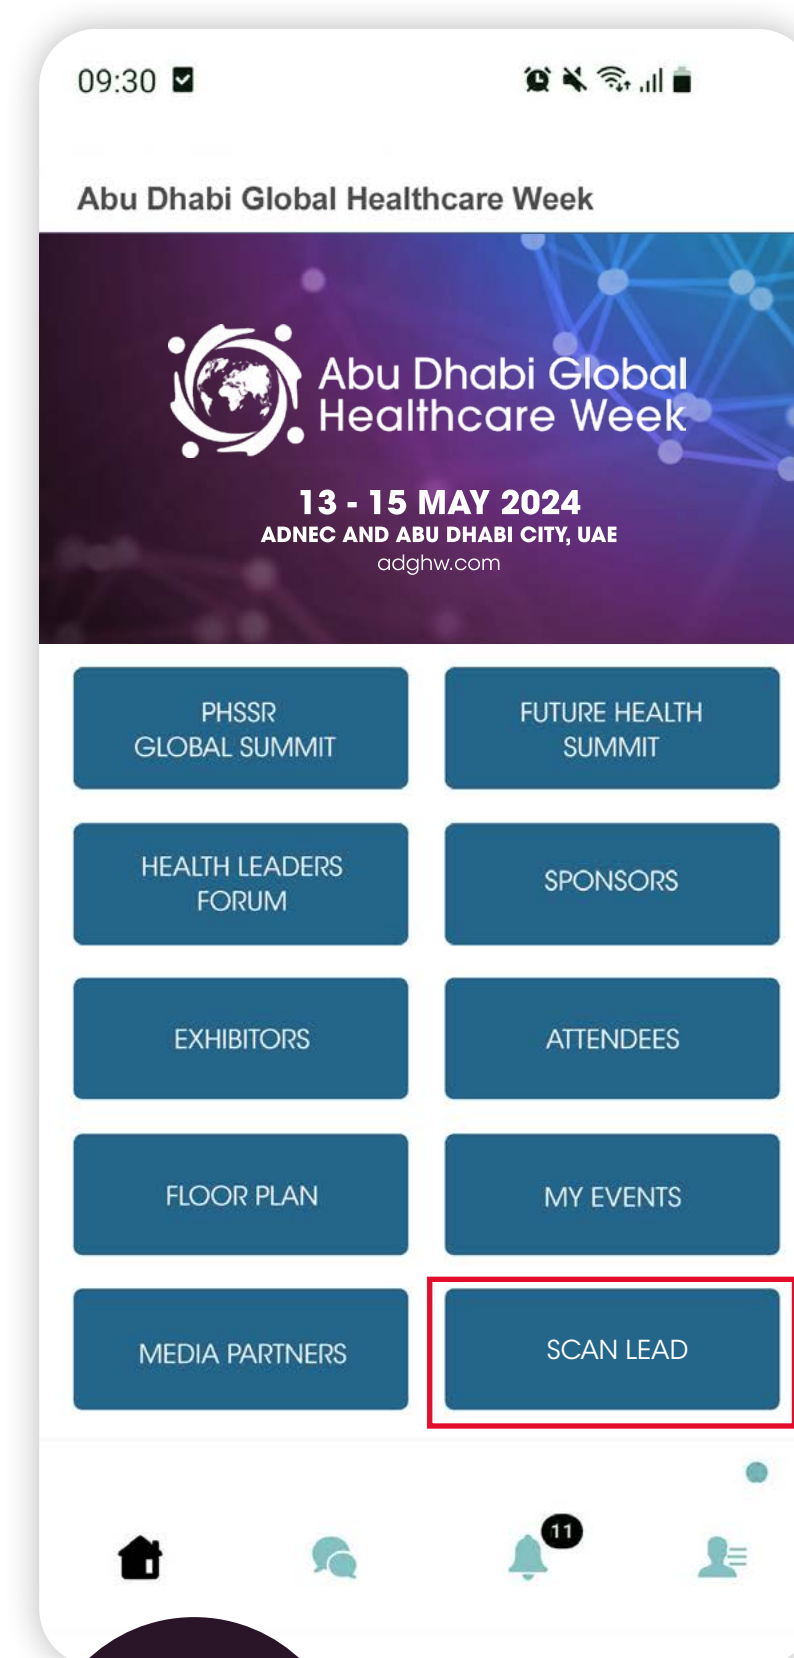 09:30
Abu Dhabi Global Healthcare Week
Abu Dhabi Global
Healthcare Week
13 - 15 MAY 2024
ADNEC AND ABU DHABI CITY, UAE
adghw.com
PHSSR
GLOBAL SUMMIT
FUTURE HEALTH
SUMMIT
HEALTH LEADERS
FORUM
SPONSORS
EXHIBITORS
ATTENDEES
FLOOR PLAN
MY EVENTS
MEDIA PARTNERS
SCAN LEAD
11